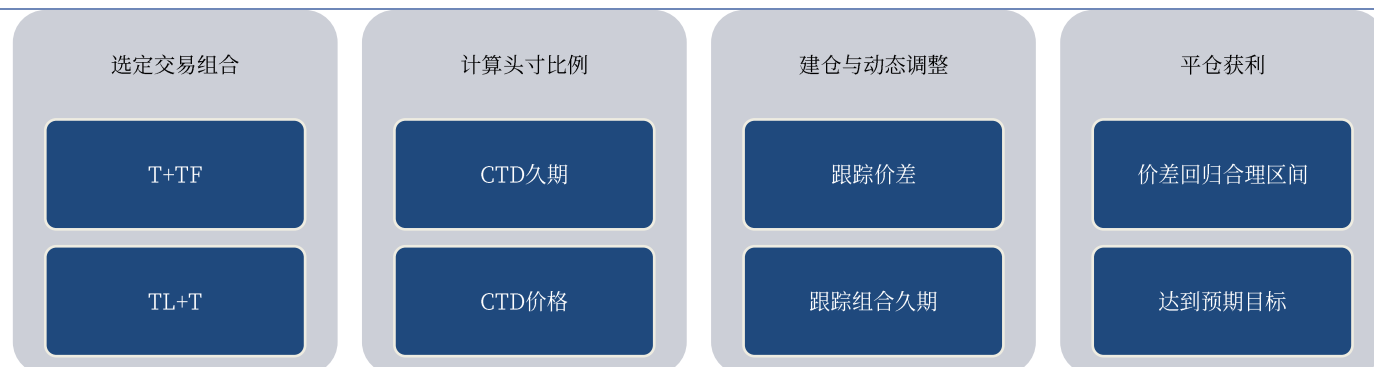 选定交易组合
T+TF
TL+T
计算头寸比例
CTD久期
CTD价格
建仓与动态调整
跟踪价差
跟踪组合久期
平仓获利
价差回归合理区间
达到预期目标